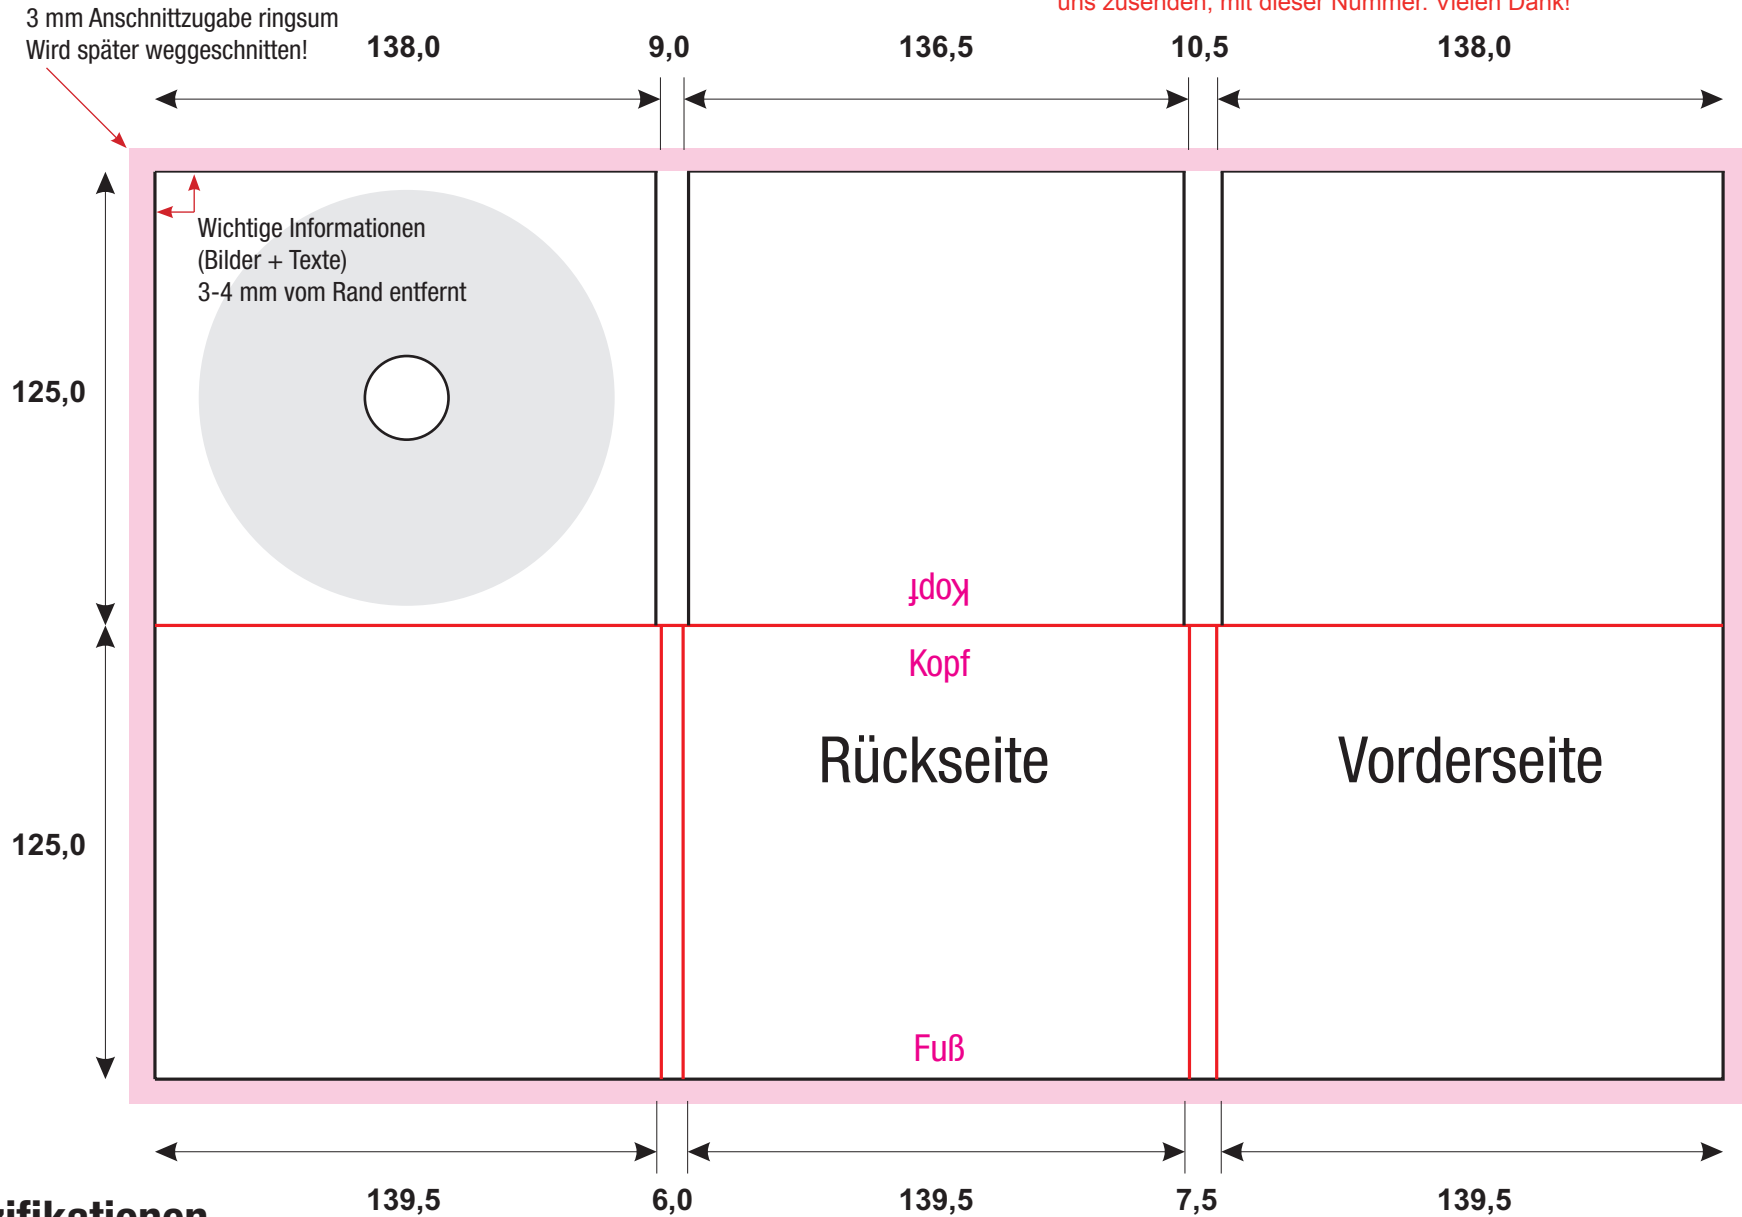 uns zusenden, mit dieser Nummer. Vielen Dank!
3 mm Anschnittzugabe ringsum
Wird später weggeschnitten!
138,0
9,0
136,5
10,5
138,0
Wichtige Informationen
(Bilder + Texte)
3-4 mm vom Rand entfernt
125,0
Kopf
Kopf
Rückseite
Vorderseite
125,0
Fuß
139,5
6,0
139,5
7,5
139,5